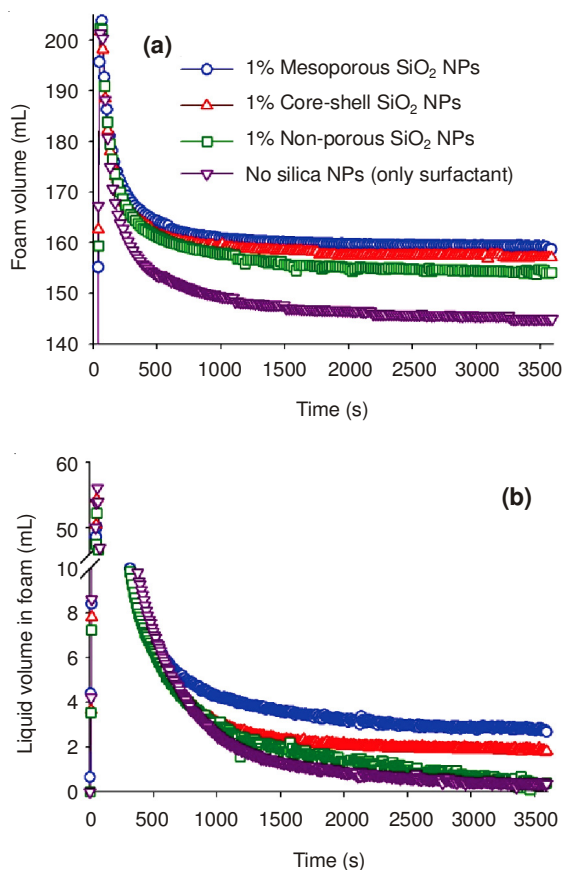 (a)
1% Mesoporous SiO₂ NPs
1% Core-shell SiO₂ NPs
1% Non-porous SiO₂ NPs
No silica NPs (only surfactant)
Foam volume (mL)
200
190
180
170
160
150
140
0 500 1000 1500 2000 2500 3000 3500
Time (s)
(b)
Liquid volume in foam (mL)
60
50
10
8
6
4
2
0
0 500 1000 1500 2000 2500 3000 3500
Time (s)